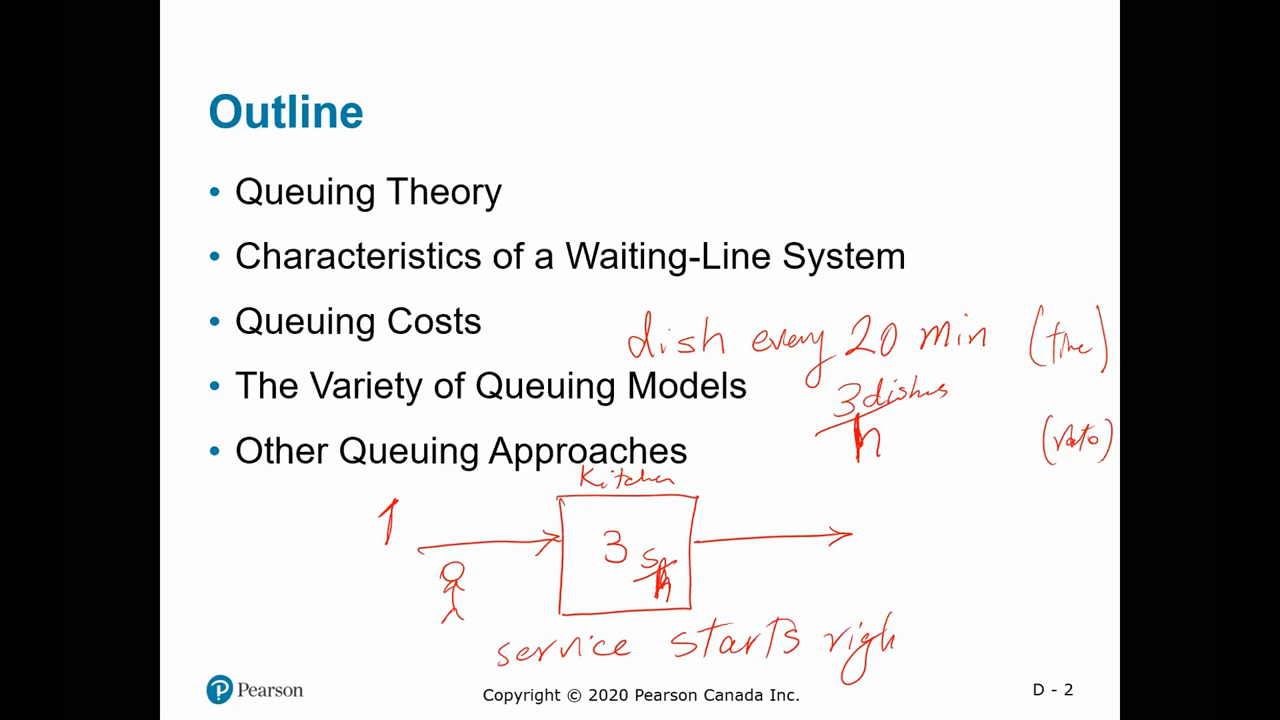 Outline
• Queuing Theory
• Characteristics of a Waiting-Line System
• Queuing Costs
dish every 20 min (time)
• The Variety of Queuing Models
3 dishes
h
(rate)
• Other Queuing Approaches
Kitchen
1
3
h
service starts righ
Pearson
Copyright © 2020 Pearson Canada Inc.
D - 2